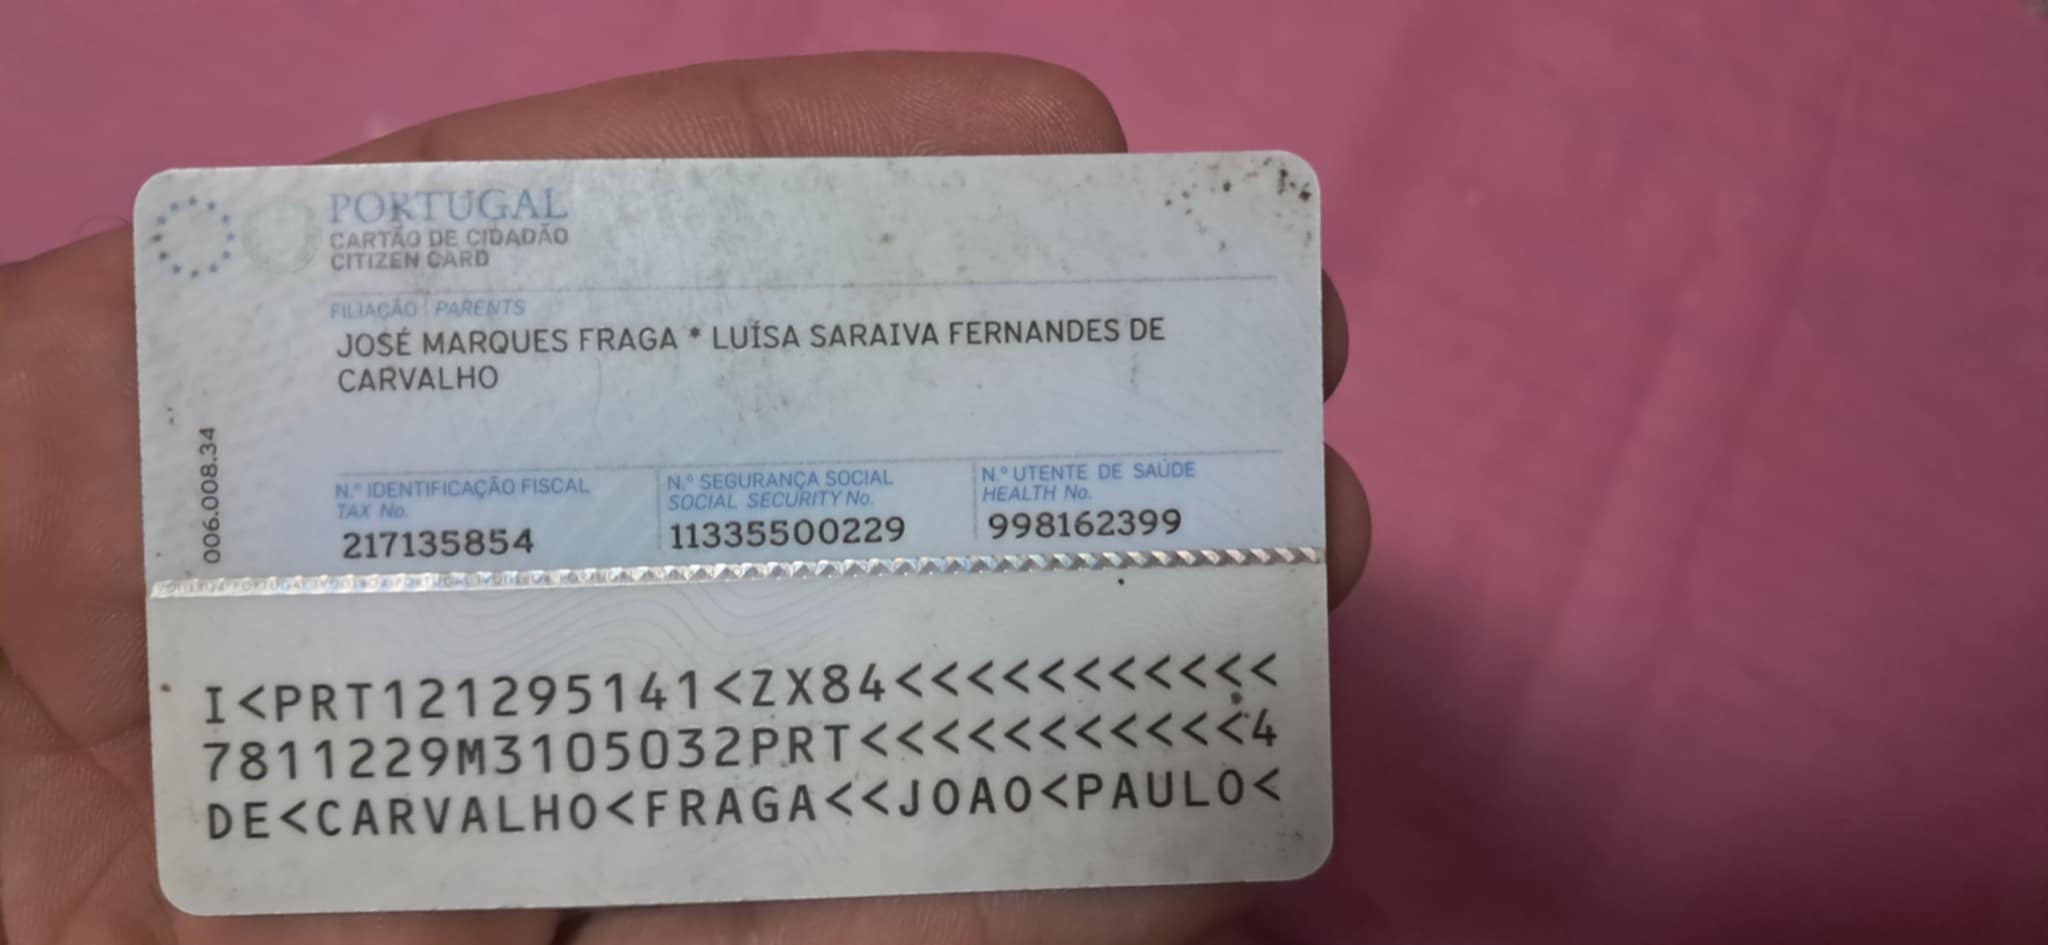 PORTUGAL
CARTÃO DE CIDADÃO
CITIZEN CARD
FILIAÇÃO | PARENTS
JOSÉ MARQUES FRAGA * LUÍSA SARAIVA FERNANDES DE
CARVALHO
006.008.34
N.º IDENTIFICAÇÃO FISCAL
TAX No.
217135854
N.º SEGURANÇA SOCIAL
SOCIAL SECURITY No.
11335500229
N.º UTENTE DE SAÚDE
HEALTH No.
998162399
I<PRT121295141<ZX84<<<<<<<<<<<
7811229M3105032PRT<<<<<<<<<<<4
DE<CARVALHO<FRAGA<<JOAO<PAULO<